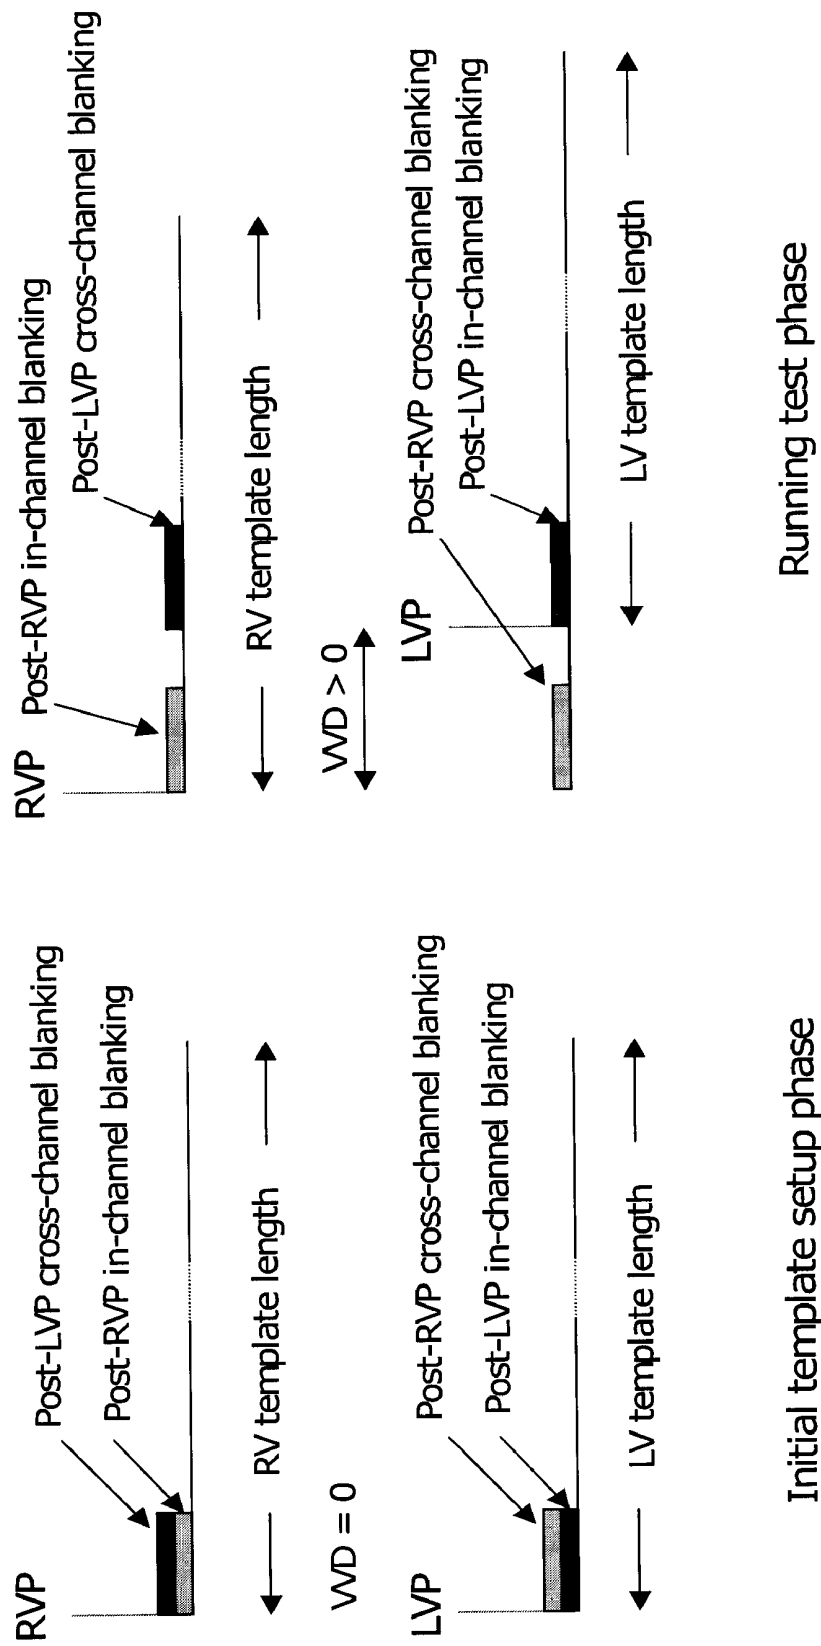 RVP
Post-LVP cross-channel blanking
Post-RVP in-channel blanking
RV template length
VVD = 0
LVP
Post-RVP cross-channel blanking
Post-LVP in-channel blanking
LV template length
Initial template setup phase
RVP
Post-RVP in-channel blanking
Post-LVP cross-channel blanking
RV template length
VVD > 0
LVP
Post-RVP cross-channel blanking
Post-LVP in-channel blanking
LV template length
Running test phase